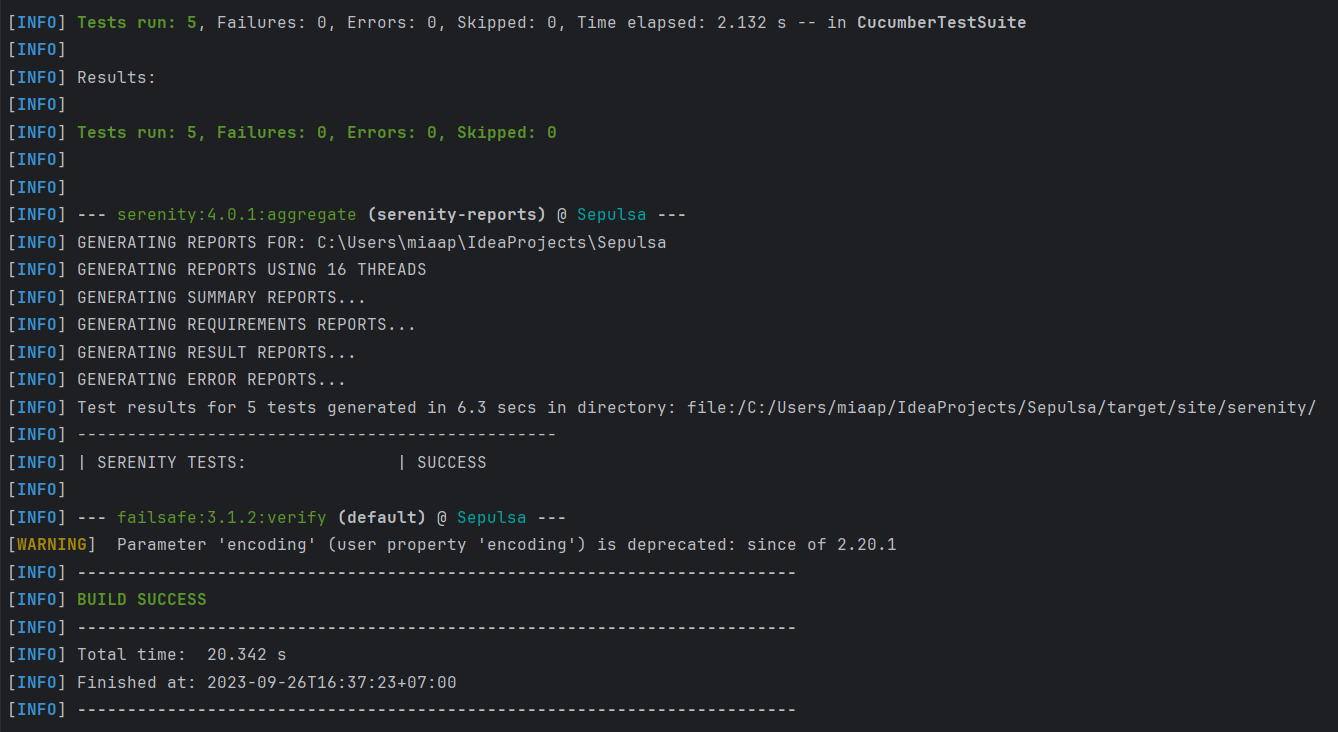 [INFO] Tests run: 5, Failures: 0, Errors: 0, Skipped: 0, Time elapsed: 2.132 s -- in CucumberTestSuite
[INFO]
[INFO] Results:
[INFO]
[INFO] Tests run: 5, Failures: 0, Errors: 0, Skipped: 0
[INFO]
[INFO]
[INFO] --- serenity:4.0.1:aggregate (serenity-reports) @ Sepulsa ---
[INFO] GENERATING REPORTS FOR: C:\Users\miaap\IdeaProjects\Sepulsa
[INFO] GENERATING REPORTS USING 16 THREADS
[INFO] GENERATING SUMMARY REPORTS...
[INFO] GENERATING REQUIREMENTS REPORTS...
[INFO] GENERATING RESULT REPORTS...
[INFO] GENERATING ERROR REPORTS...
[INFO] Test results for 5 tests generated in 6.3 secs in directory: file:/C:/Users/miaap/IdeaProjects/Sepulsa/target/site/serenity/
[INFO] ------------------------------------------------
[INFO] | SERENITY TESTS:               | SUCCESS
[INFO]
[INFO] --- failsafe:3.1.2:verify (default) @ Sepulsa ---
[WARNING]  Parameter 'encoding' (user property 'encoding') is deprecated: since of 2.20.1
[INFO] ------------------------------------------------------------------------
[INFO] BUILD SUCCESS
[INFO] ------------------------------------------------------------------------
[INFO] Total time:  20.342 s
[INFO] Finished at: 2023-09-26T16:37:23+07:00
[INFO] ------------------------------------------------------------------------